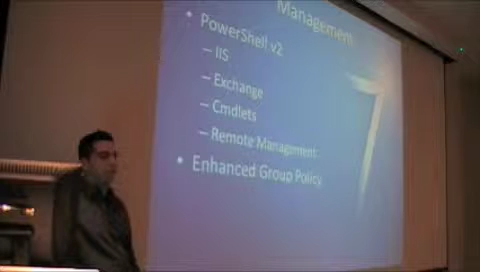 Management
• PowerShell v2
– IIS
– Exchange
– Cmdlets
– Remote Management
• Enhanced Group Policy